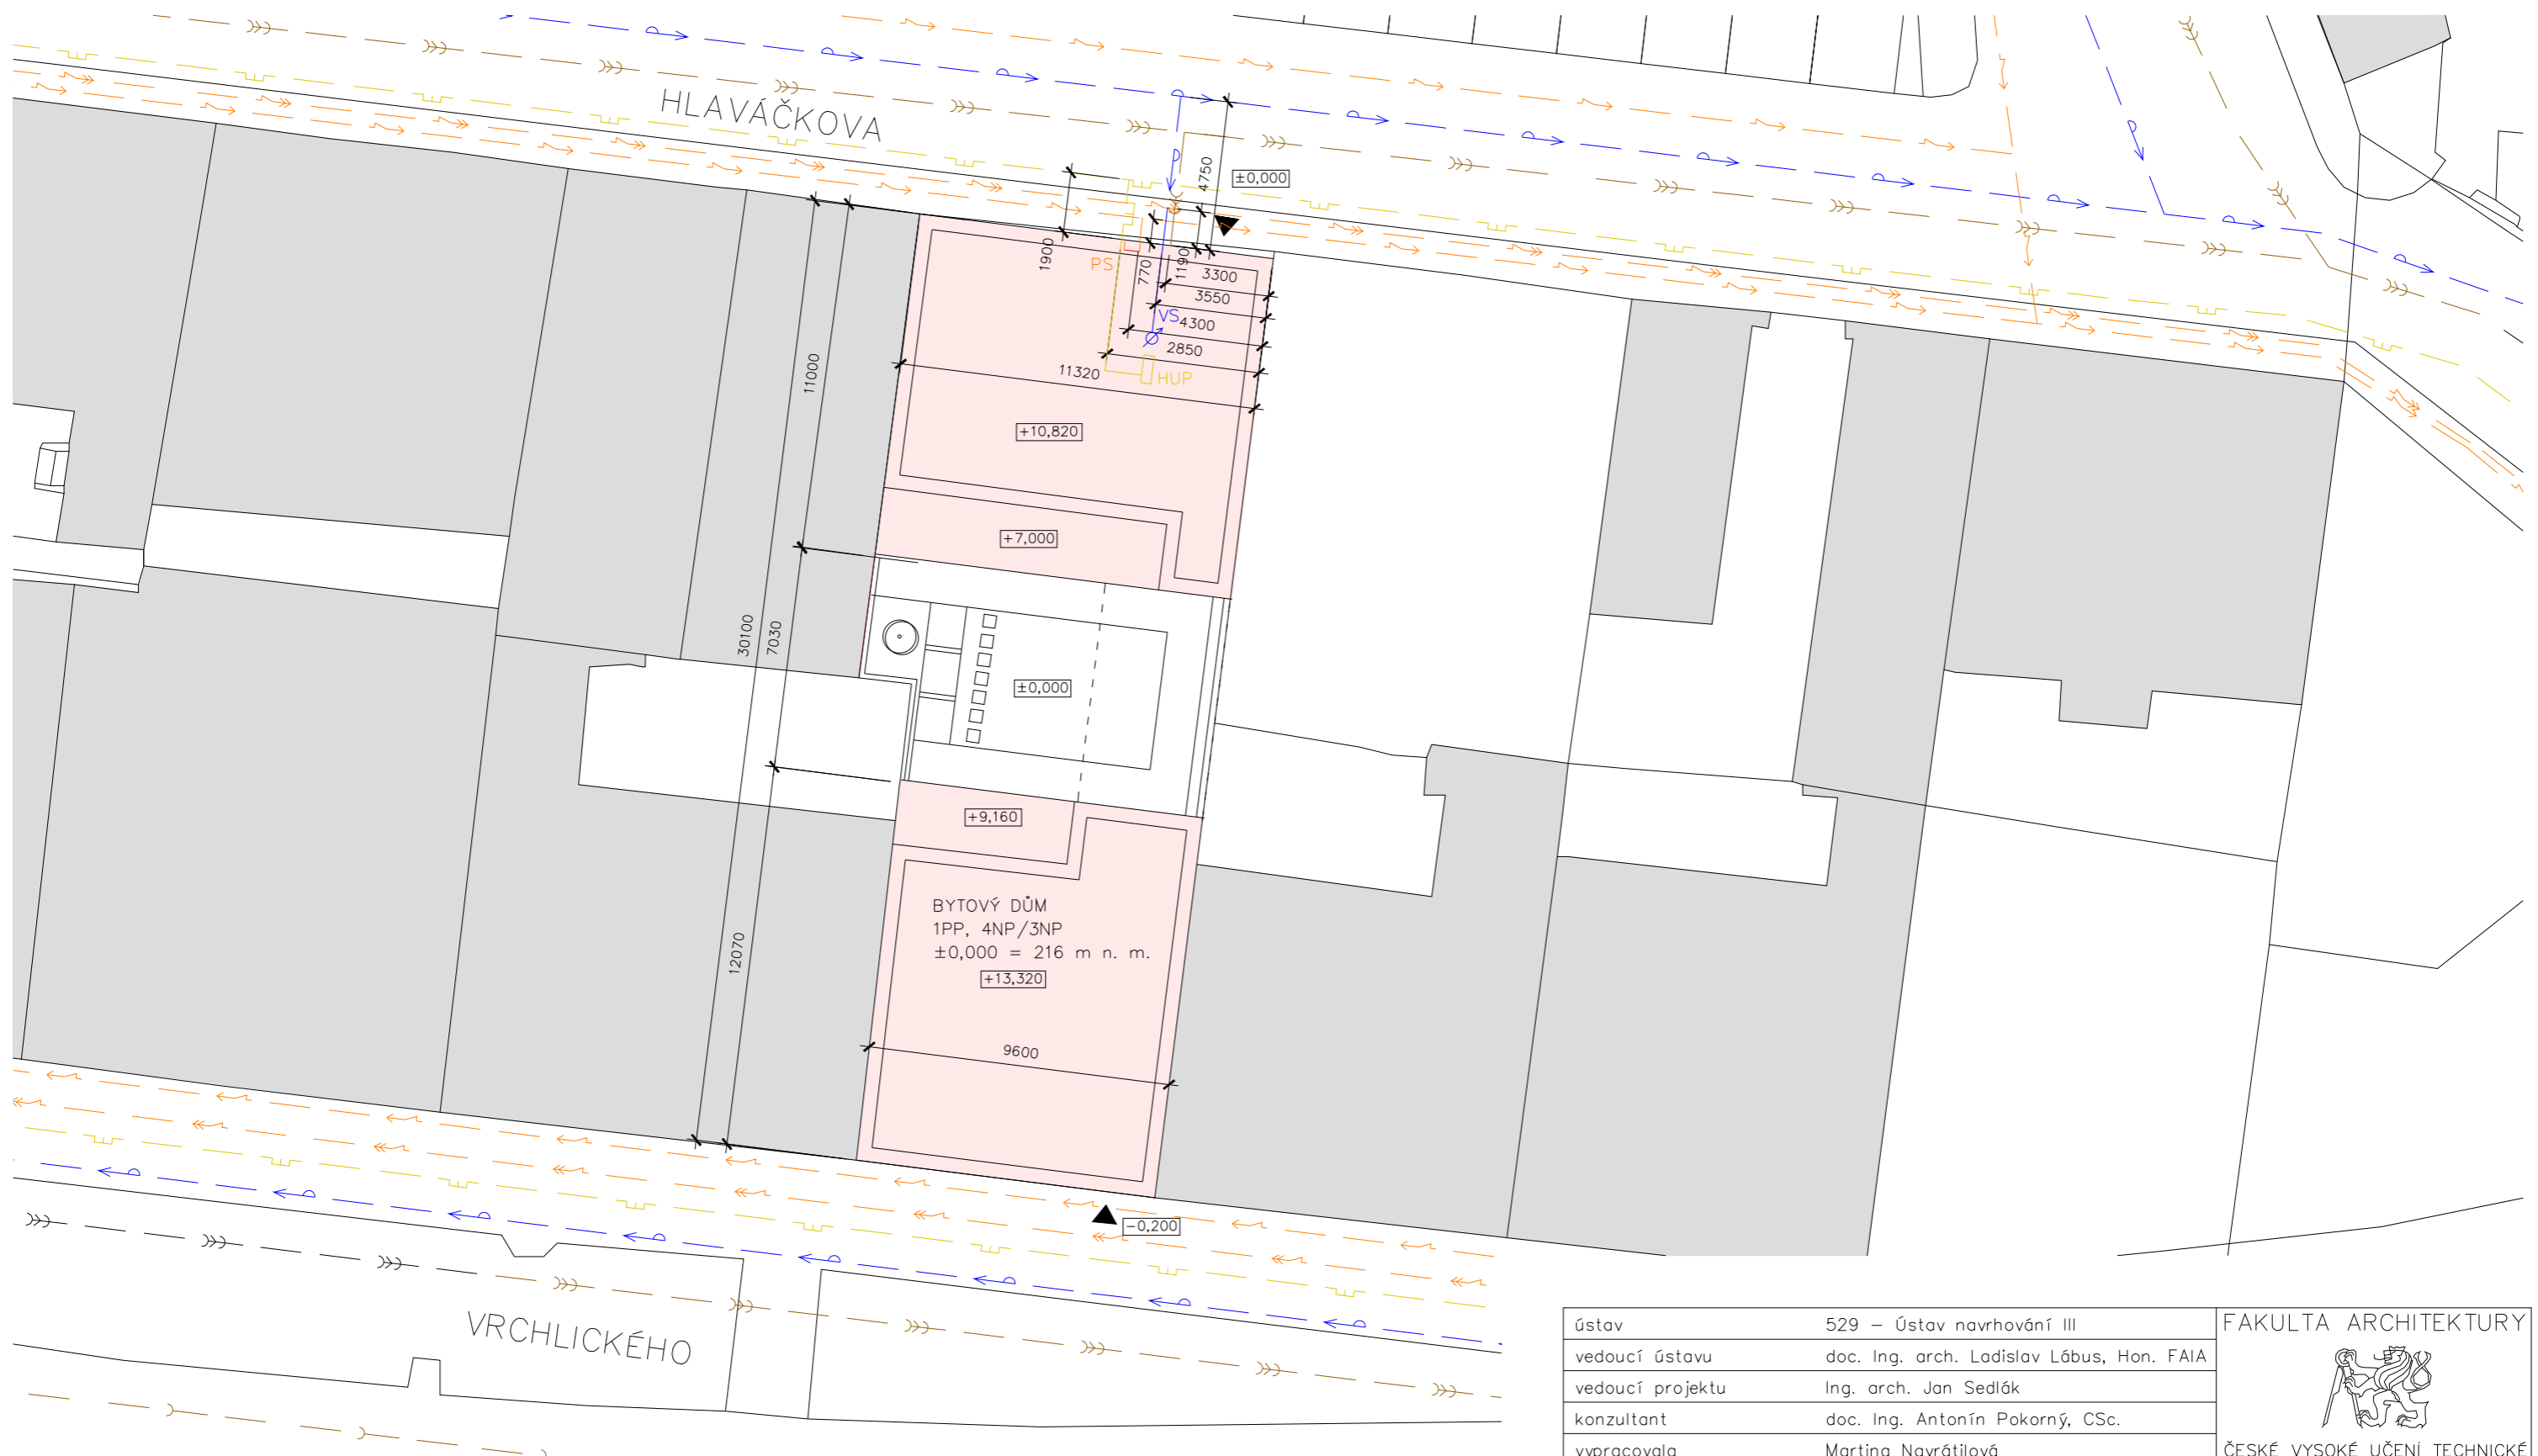 HLAVÁČKOVA
4750
±0,000
1900
PS
770
1190
3300
3550
VS
4300
2850
HUP
11320
11000
+10,820
+7,000
30100
7030
±0,000
+9,160
BYTOVÝ DŮM
1PP, 4NP/3NP
±0,000 = 216 m n. m.
+13,320
12070
9600
-0,200
VRCHLICKÉHO
ústav 529 – Ústav navrhování III
vedoucí ústavu doc. Ing. arch. Ladislav Lábus, Hon. FAIA
vedoucí projektu Ing. arch. Jan Sedlák
konzultant doc. Ing. Antonín Pokorný, CSc.
vypracovala Martina Navrátilová
FAKULTA ARCHITEKTURY
ČESKÉ VYSOKÉ UČENÍ TECHNICKÉ